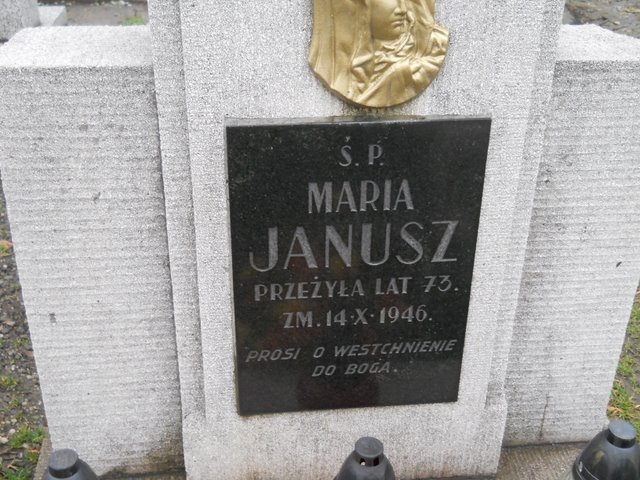 Ś. P.
MARIA
JANUSZ
PRZEŻYŁA LAT 73.
ZM. 14·X·1946.
PROSI O WESTCHNIENIE
DO BOGA.